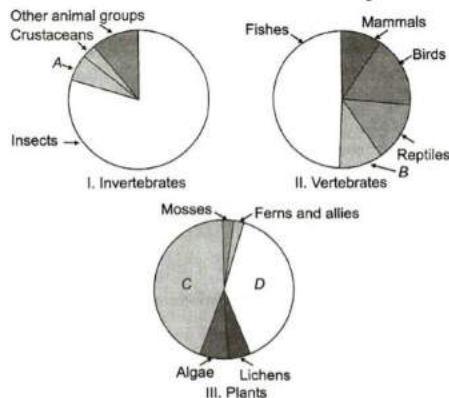 Other animal groups
Crustaceans
A
Insects
I. Invertebrates
Fishes
Mammals
Birds
Reptiles
B
II. Vertebrates
Mosses
Ferns and allies
C
D
Algae
Lichens
III. Plants